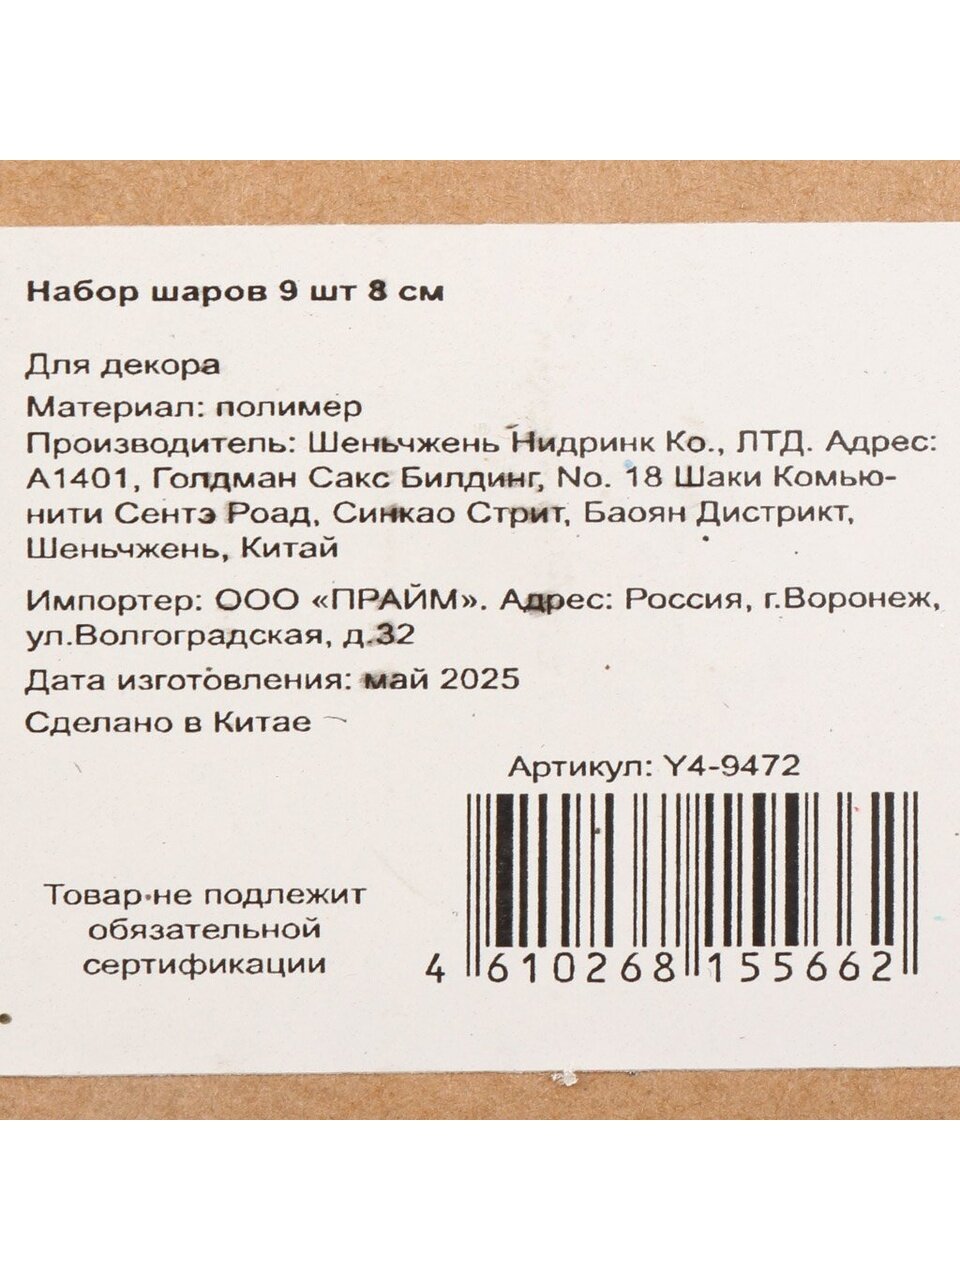 Набор шаров 9 шт 8 см
Для декора
Материал: полимер
Производитель: Шеньчжень Нидринк Ко., ЛТД. Адрес:
А1401, Голдман Сакс Билдинг, No. 18 Шаки Комью-
нити Сентэ Роад, Синкао Стрит, Баоян Дистрикт,
Шеньчжень, Китай
Импортер: ООО «ПРАЙМ». Адрес: Россия, г.Воронеж,
ул.Волгоградская, д.32
Дата изготовления: май 2025
Сделано в Китае
Артикул: Y4-9472
Товар не подлежит
обязательной
сертификации
4 610268 155662